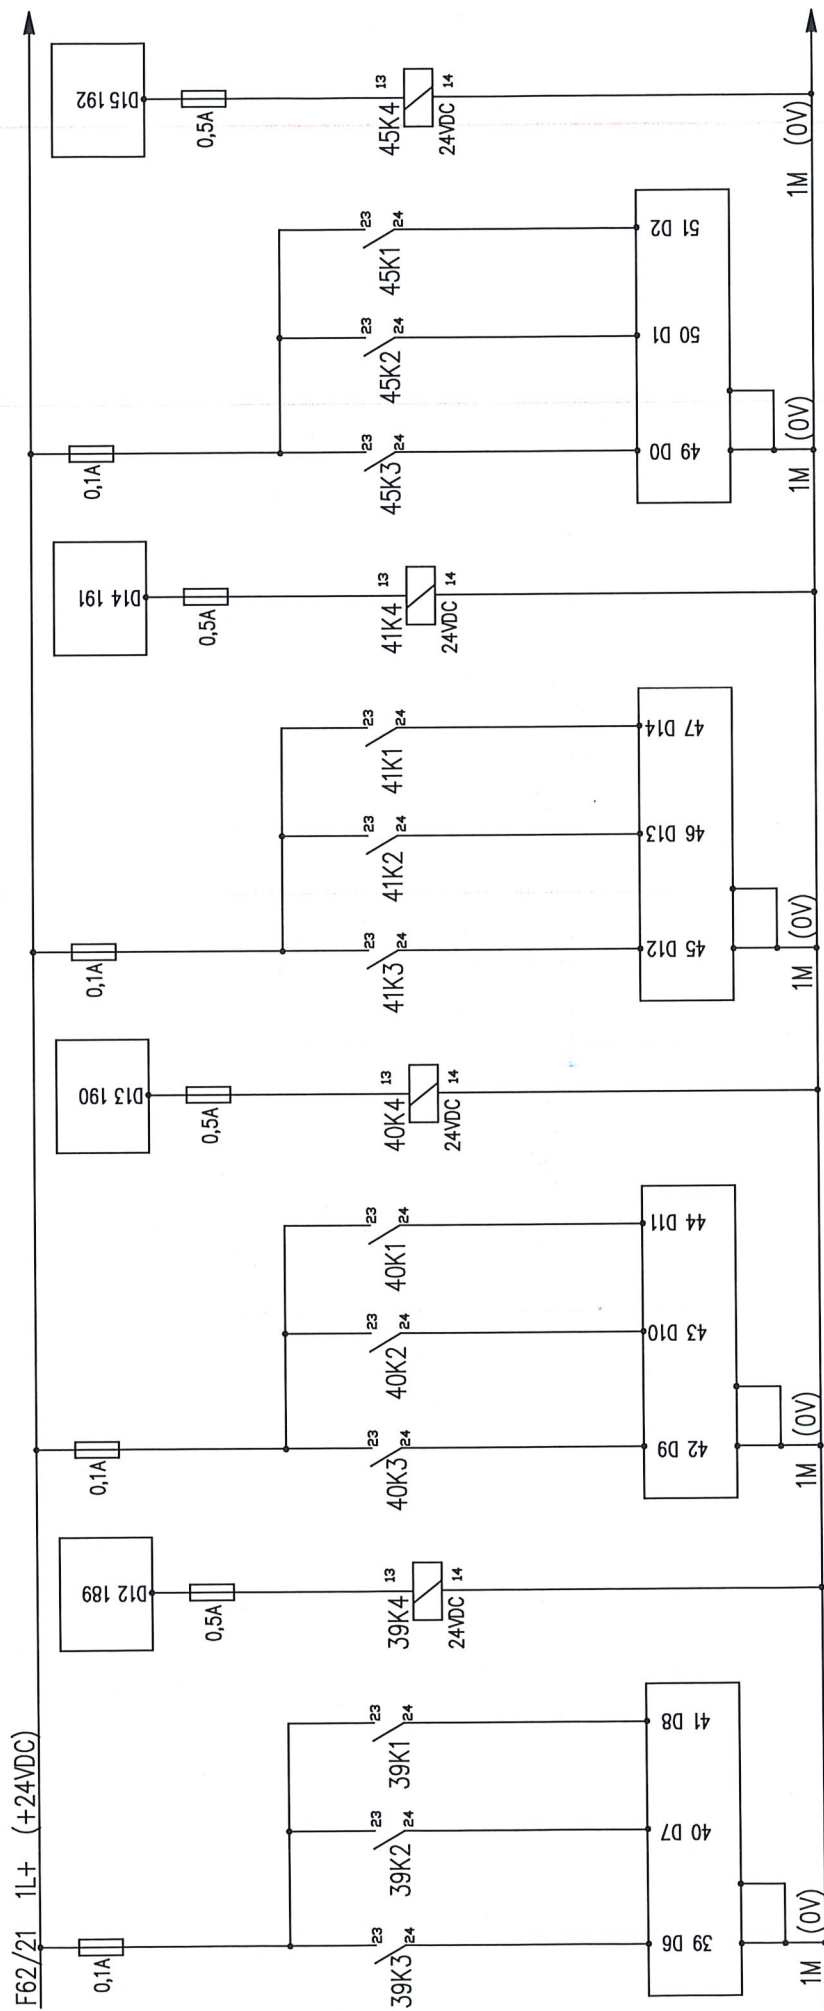 F62/21 1L+ (+24VDC)
0,1A
39K3
23
24
39K2
23
24
39K1
23
24
39 D6
40 D7
41 D8
1M (0V)
D12 189
0,5A
39K4
13
14
24VDC
0,1A
40K3
23
24
40K2
23
24
40K1
23
24
42 D9
43 D10
44 D11
1M (0V)
D13 190
0,5A
40K4
13
14
24VDC
0,1A
41K3
23
24
41K2
23
24
41K1
23
24
45 D12
46 D13
47 D14
1M (0V)
D14 191
0,5A
41K4
13
14
24VDC
0,1A
45K3
23
24
45K2
23
24
45K1
23
24
49 D0
50 D1
51 D2
1M (0V)
D15 192
0,5A
45K4
13
14
24VDC
1M (0V)